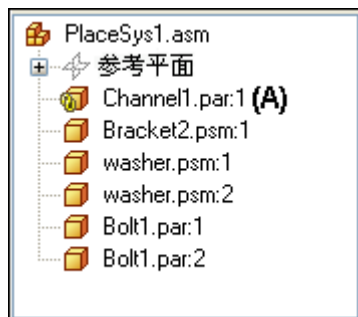 PlaceSys1.asm
参考平面
Channel1.par:1 (A)
Bracket2.psm:1
washer.psm:1
washer.psm:2
Bolt1.par:1
Bolt1.par:2